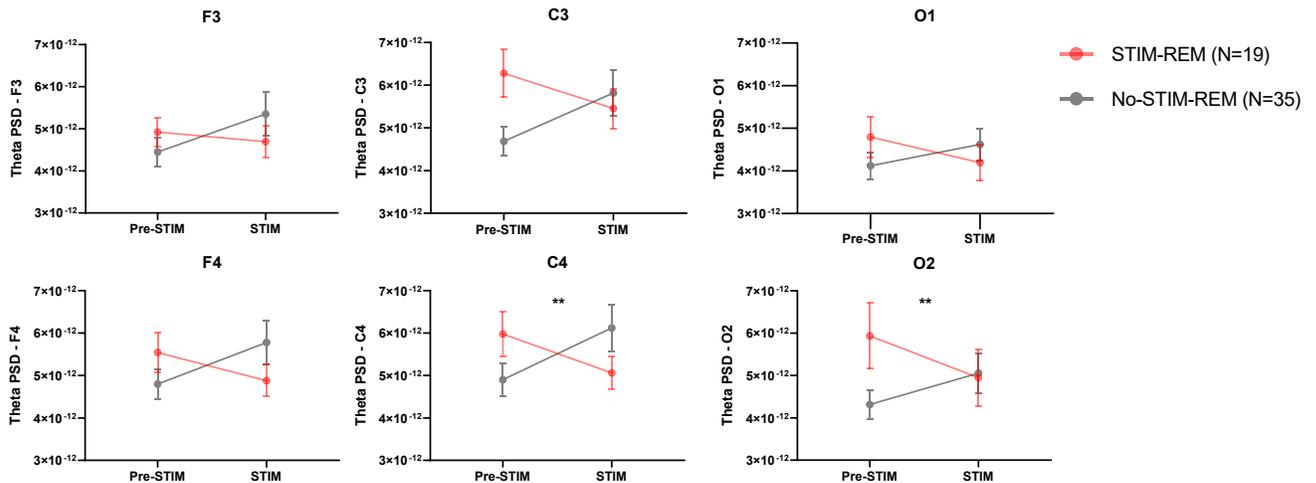 F3
Theta PSD - F3
7×10⁻¹²
6×10⁻¹²
5×10⁻¹²
4×10⁻¹²
3×10⁻¹²
Pre-STIM STIM
C3
Theta PSD - C3
7×10⁻¹²
6×10⁻¹²
5×10⁻¹²
4×10⁻¹²
3×10⁻¹²
Pre-STIM STIM
O1
Theta PSD - O1
7×10⁻¹²
6×10⁻¹²
5×10⁻¹²
4×10⁻¹²
3×10⁻¹²
Pre-STIM STIM
STIM-REM (N=19)
No-STIM-REM (N=35)
F4
Theta PSD - F4
7×10⁻¹²
6×10⁻¹²
5×10⁻¹²
4×10⁻¹²
3×10⁻¹²
Pre-STIM STIM
C4
**
Theta PSD - C4
7×10⁻¹²
6×10⁻¹²
5×10⁻¹²
4×10⁻¹²
3×10⁻¹²
Pre-STIM STIM
O2
**
Theta PSD - O2
7×10⁻¹²
6×10⁻¹²
5×10⁻¹²
4×10⁻¹²
3×10⁻¹²
Pre-STIM STIM